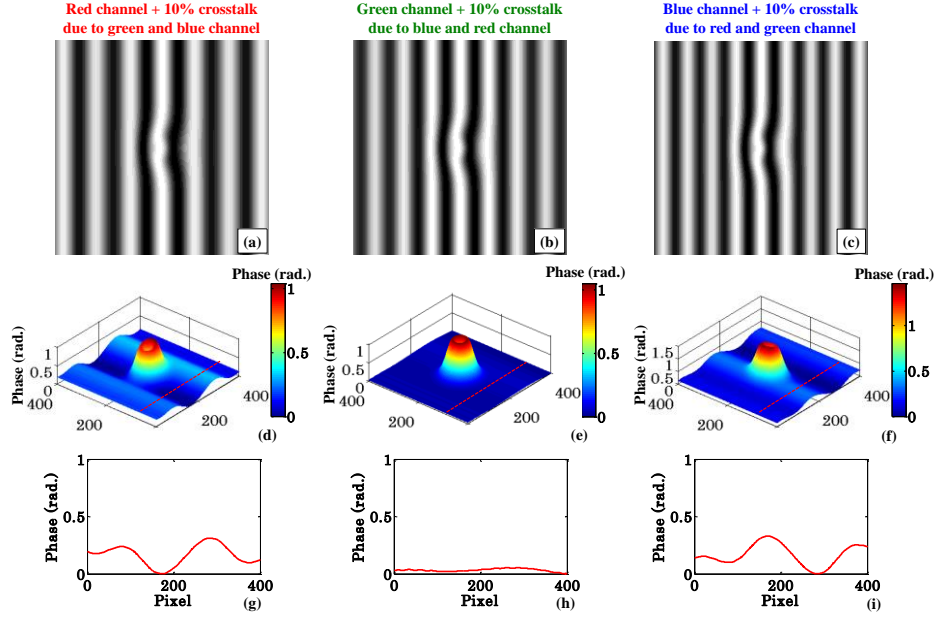 Red channel + 10% crosstalk
due to green and blue channel
Green channel + 10% crosstalk
due to blue and red channel
Blue channel + 10% crosstalk
due to red and green channel
(a)
(b)
(c)
Phase (rad.)
Phase (rad.)
Phase (rad.)
Phase (rad.)
1
0.5
0
400
200
200
400
1
0.5
0
(d)
Phase (rad.)
1
0.5
0
400
200
200
400
1
0.5
0
(e)
Phase (rad.)
1.5
1
0.5
400
200
200
400
1
0.5
0
(f)
Phase (rad.)
1
0.5
0
0
200
400
Pixel
(g)
Phase (rad.)
1
0.5
0
0
200
400
Pixel
(h)
Phase (rad.)
1
0.5
0
0
200
400
Pixel
(i)